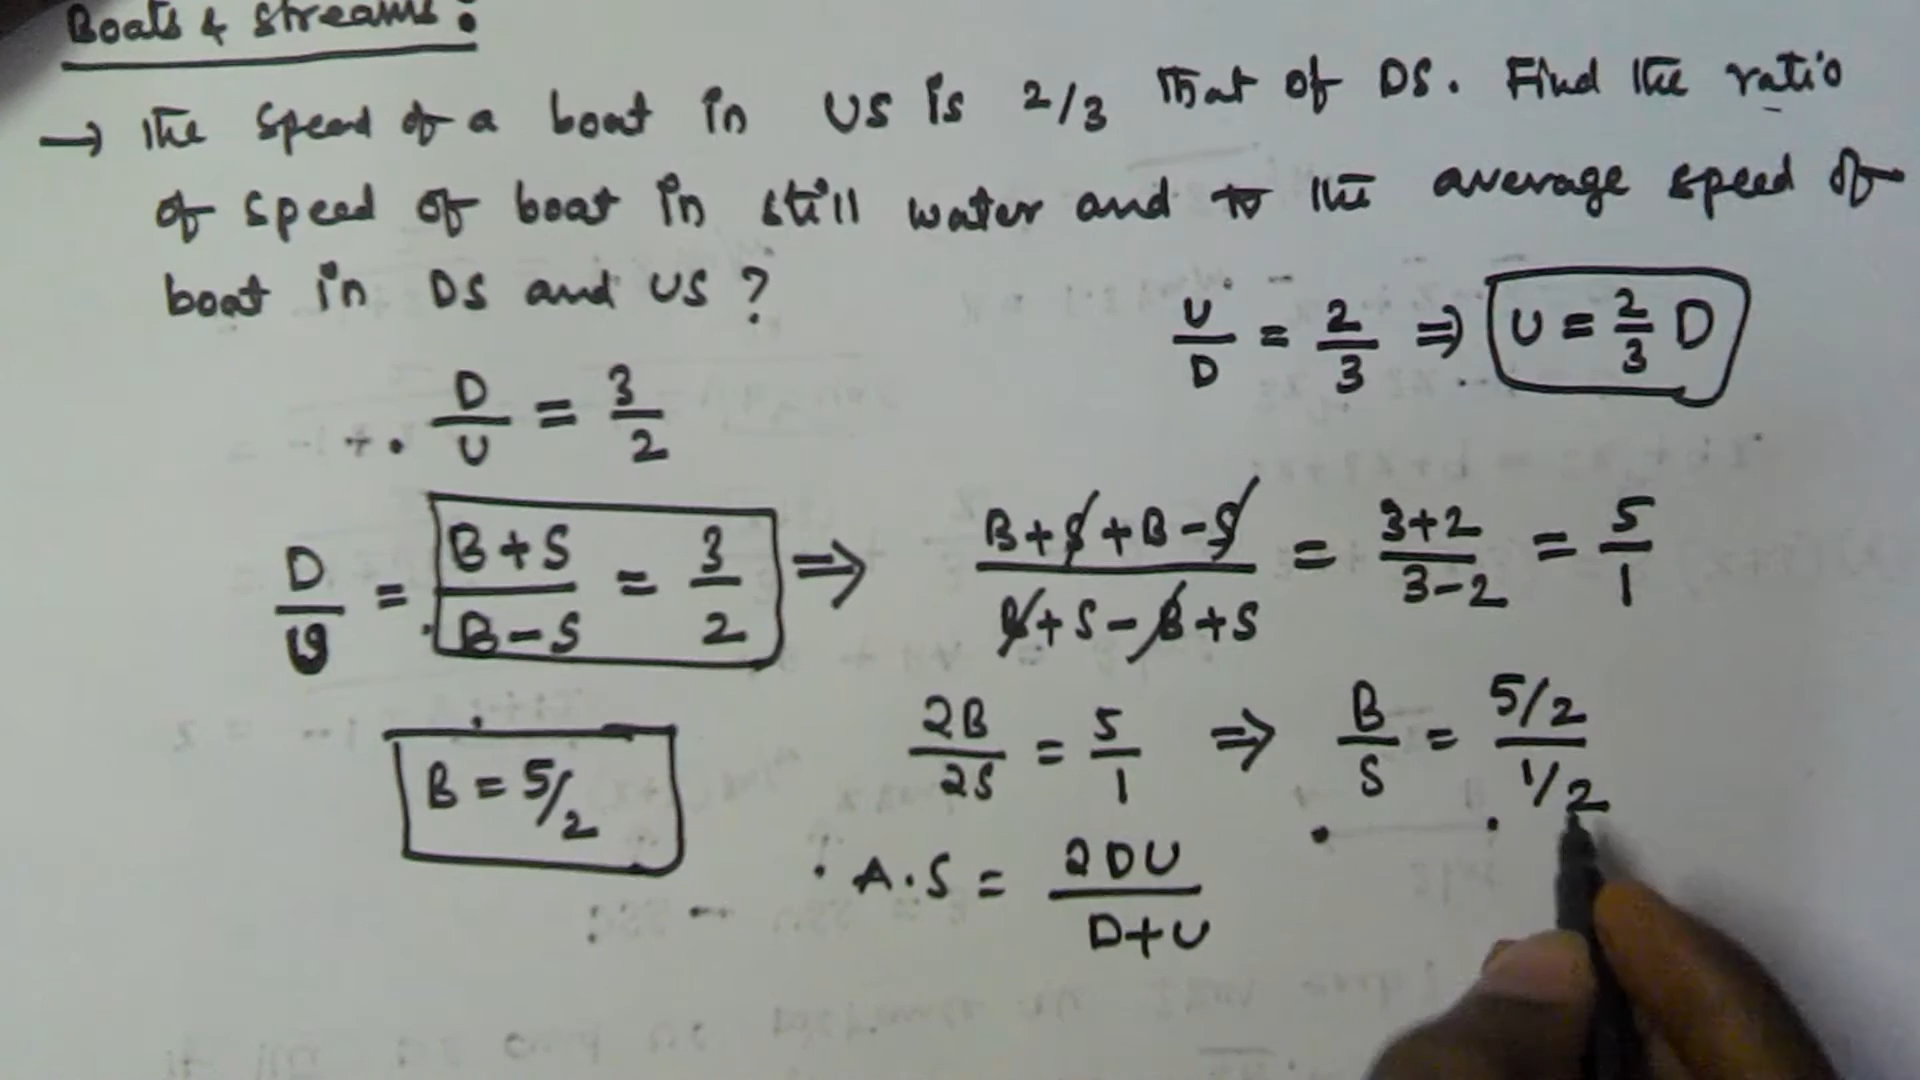 Boats & streams:
→ The speed of a boat in US is 2/3 that of DS. Find the ratio
of speed of boat in still water and to the average speed of
boat in DS and US?
U/D = 2/3 ⇒ U = 2/3 D
D/U = 3/2
D/U = B+S/B-S = 3/2 ⇒ B+S+B-S/B+S-B+S = 3+2/3-2 = 5/1
2B/2S = 5/1 ⇒ B/S = 5/2 / 1/2
B = 5/2
A.S = 2DU/D+U